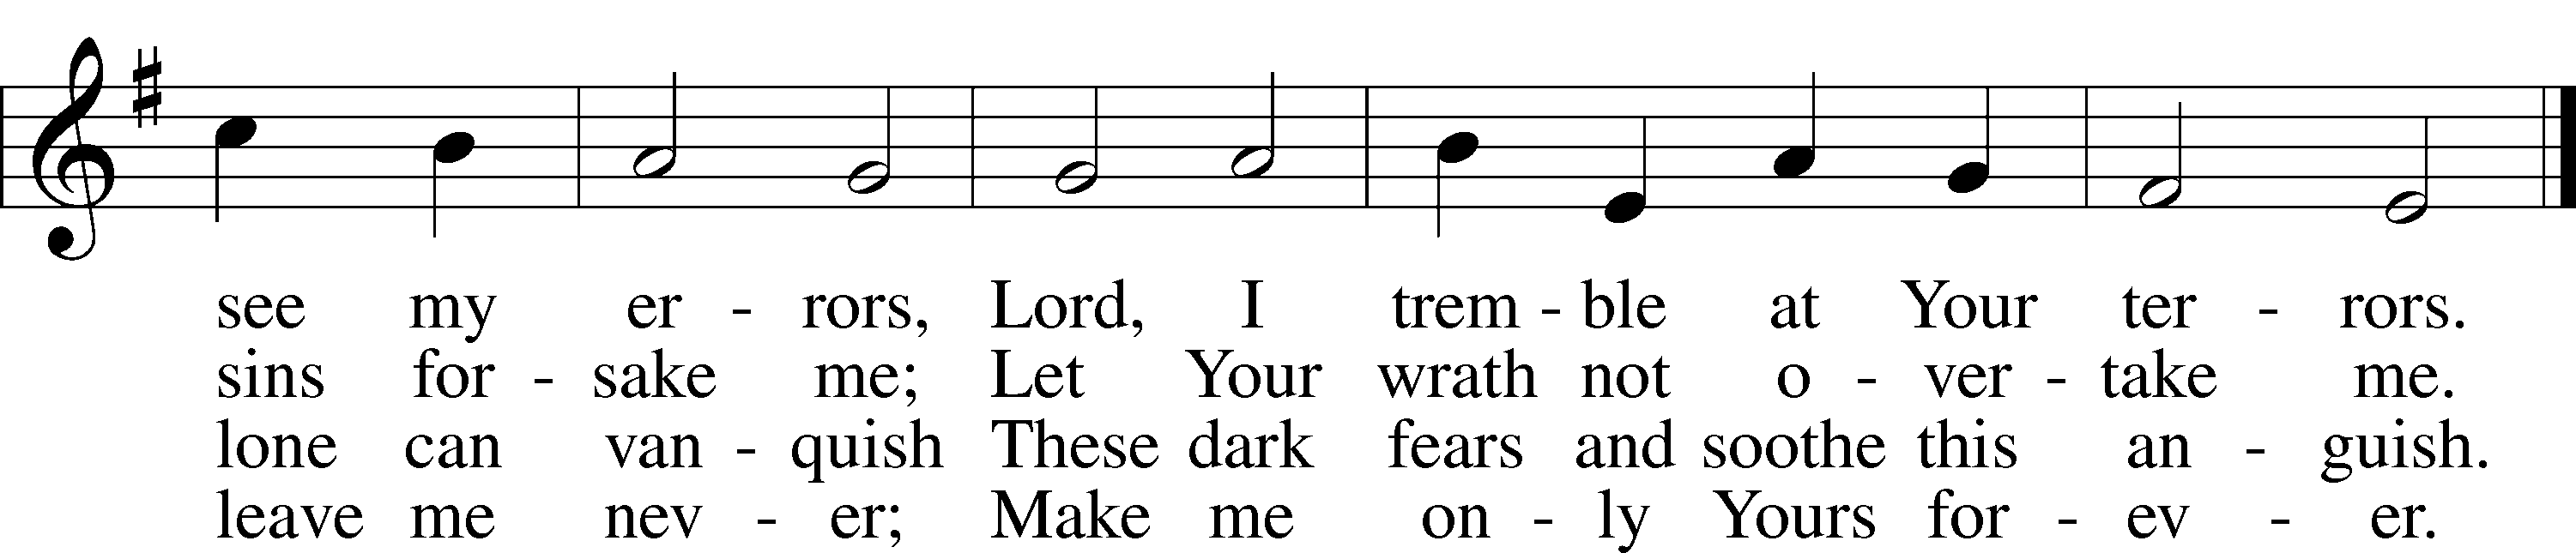 see my er - rors, Lord, I trem - ble at Your ter - rors.
sins for - sake me; Let Your wrath not o - ver - take me.
lone can van - quish These dark fears and soothe this an - guish.
leave me nev - er; Make me on - ly Yours for - ev - er.